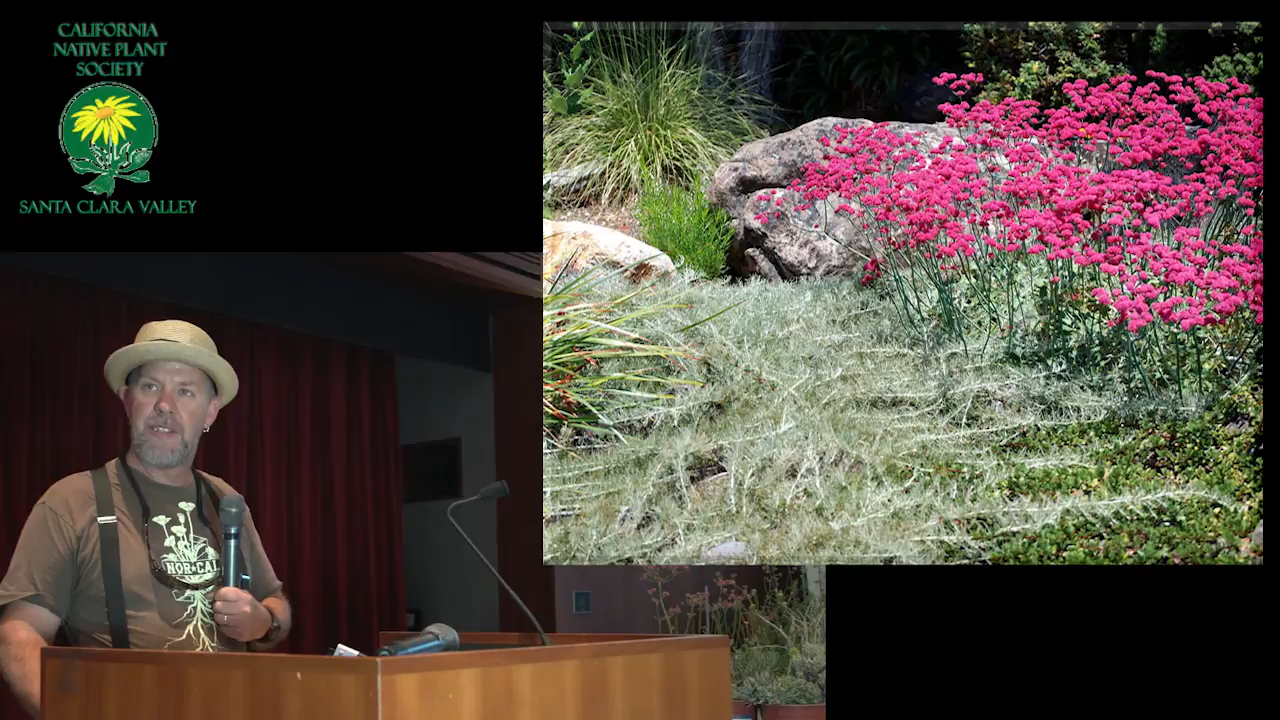 CALIFORNIA
NATIVE PLANT
SOCIETY
SANTA CLARA VALLEY
NOR CAL